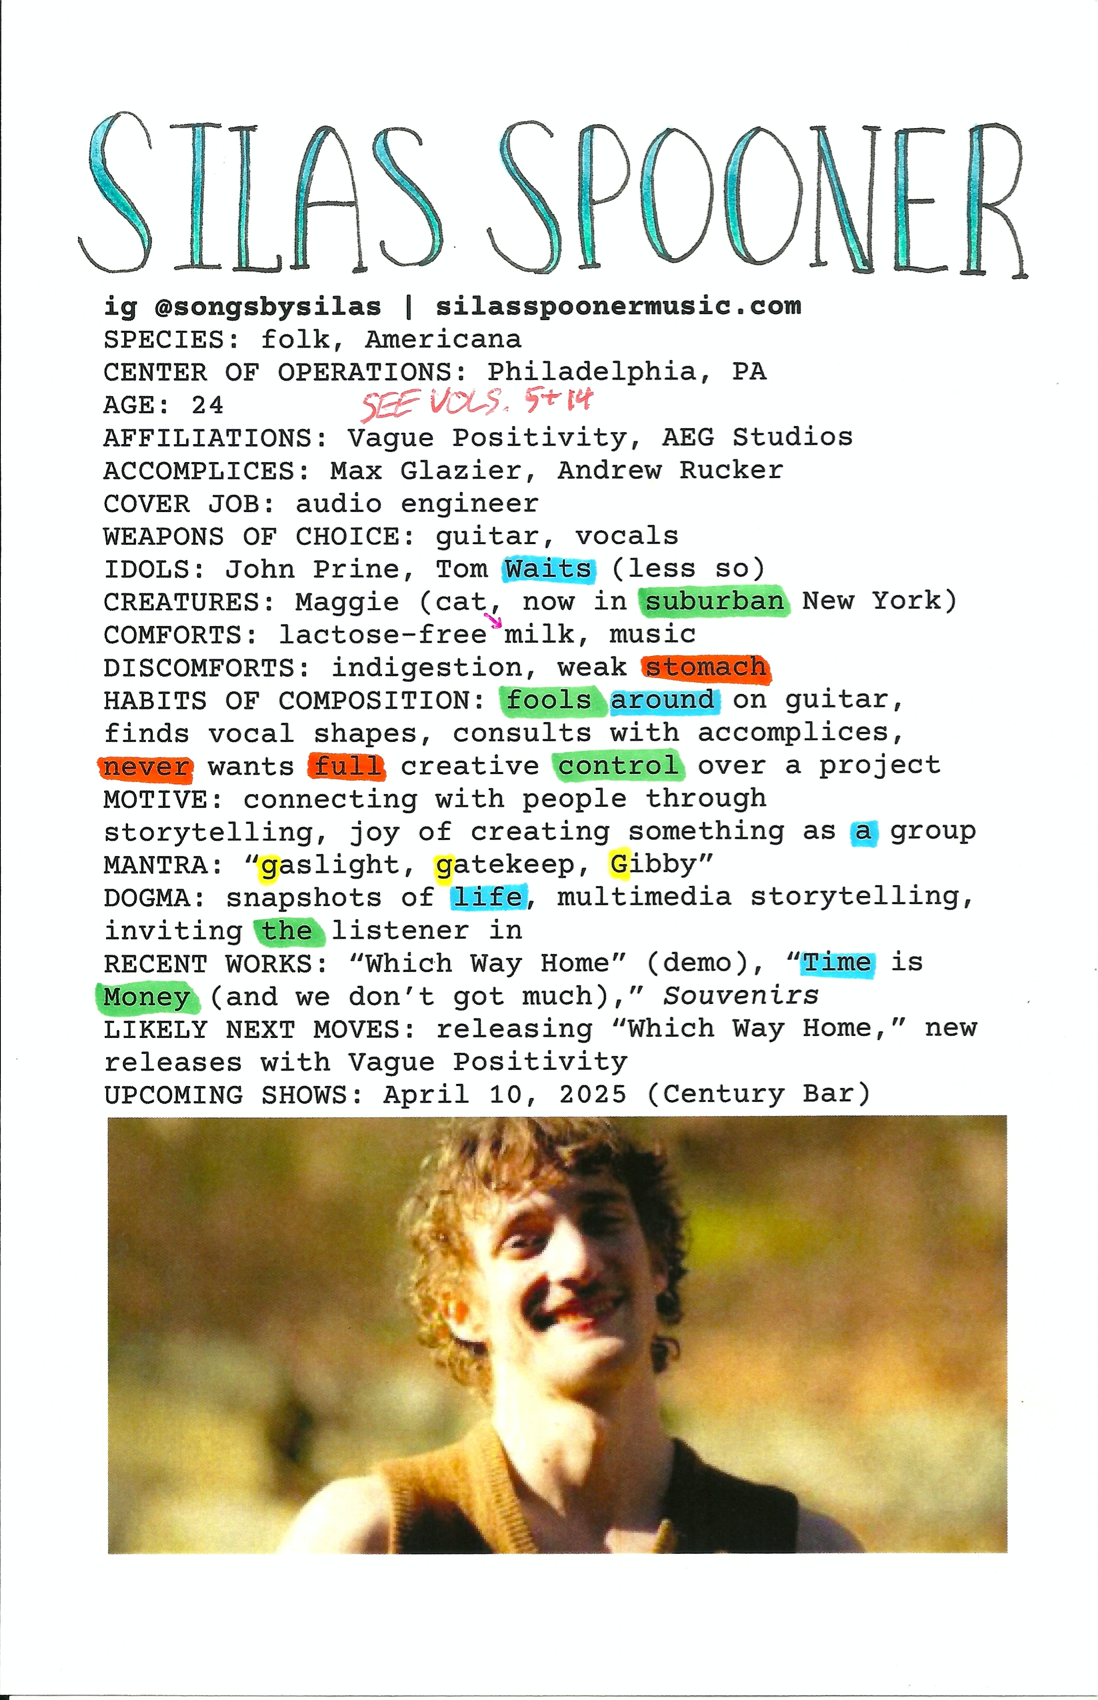 SILAS SPOONER
ig @songsbysilas | silasspoonermusic.com
SPECIES: folk, Americana
CENTER OF OPERATIONS: Philadelphia, PA
AGE: 24
SEE VOLS. 5+14
AFFILIATIONS: Vague Positivity, AEG Studios
ACCOMPLICES: Max Glazier, Andrew Rucker
COVER JOB: audio engineer
WEAPONS OF CHOICE: guitar, vocals
IDOLS: John Prine, Tom Waits (less so)
CREATURES: Maggie (cat, now in suburban New York)
COMFORTS: lactose-free milk, music
DISCOMFORTS: indigestion, weak stomach
HABITS OF COMPOSITION: fools around on guitar,
finds vocal shapes, consults with accomplices,
never wants full creative control over a project
MOTIVE: connecting with people through
storytelling, joy of creating something as a group
MANTRA: “gaslight, gatekeep, Gibby”
DOGMA: snapshots of life, multimedia storytelling,
inviting the listener in
RECENT WORKS: “Which Way Home” (demo), “Time is
Money (and we don’t got much),” Souvenirs
LIKELY NEXT MOVES: releasing “Which Way Home,” new
releases with Vague Positivity
UPCOMING SHOWS: April 10, 2025 (Century Bar)